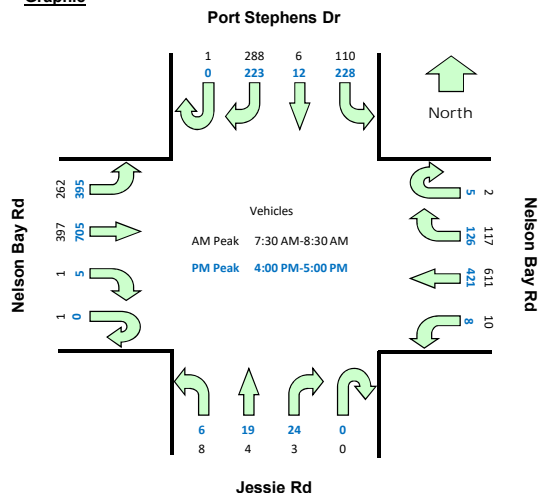 Graphic
Port Stephens Dr
1 288 6 110
0 223 12 228
North
262 395
397 705
1 5
1 0
Nelson Bay Rd
Vehicles
AM Peak 7:30 AM-8:30 AM
PM Peak 4:00 PM-5:00 PM
5 2
126 117
421 611
8 10
Nelson Bay Rd
6 19 24 0
8 4 3 0
Jessie Rd